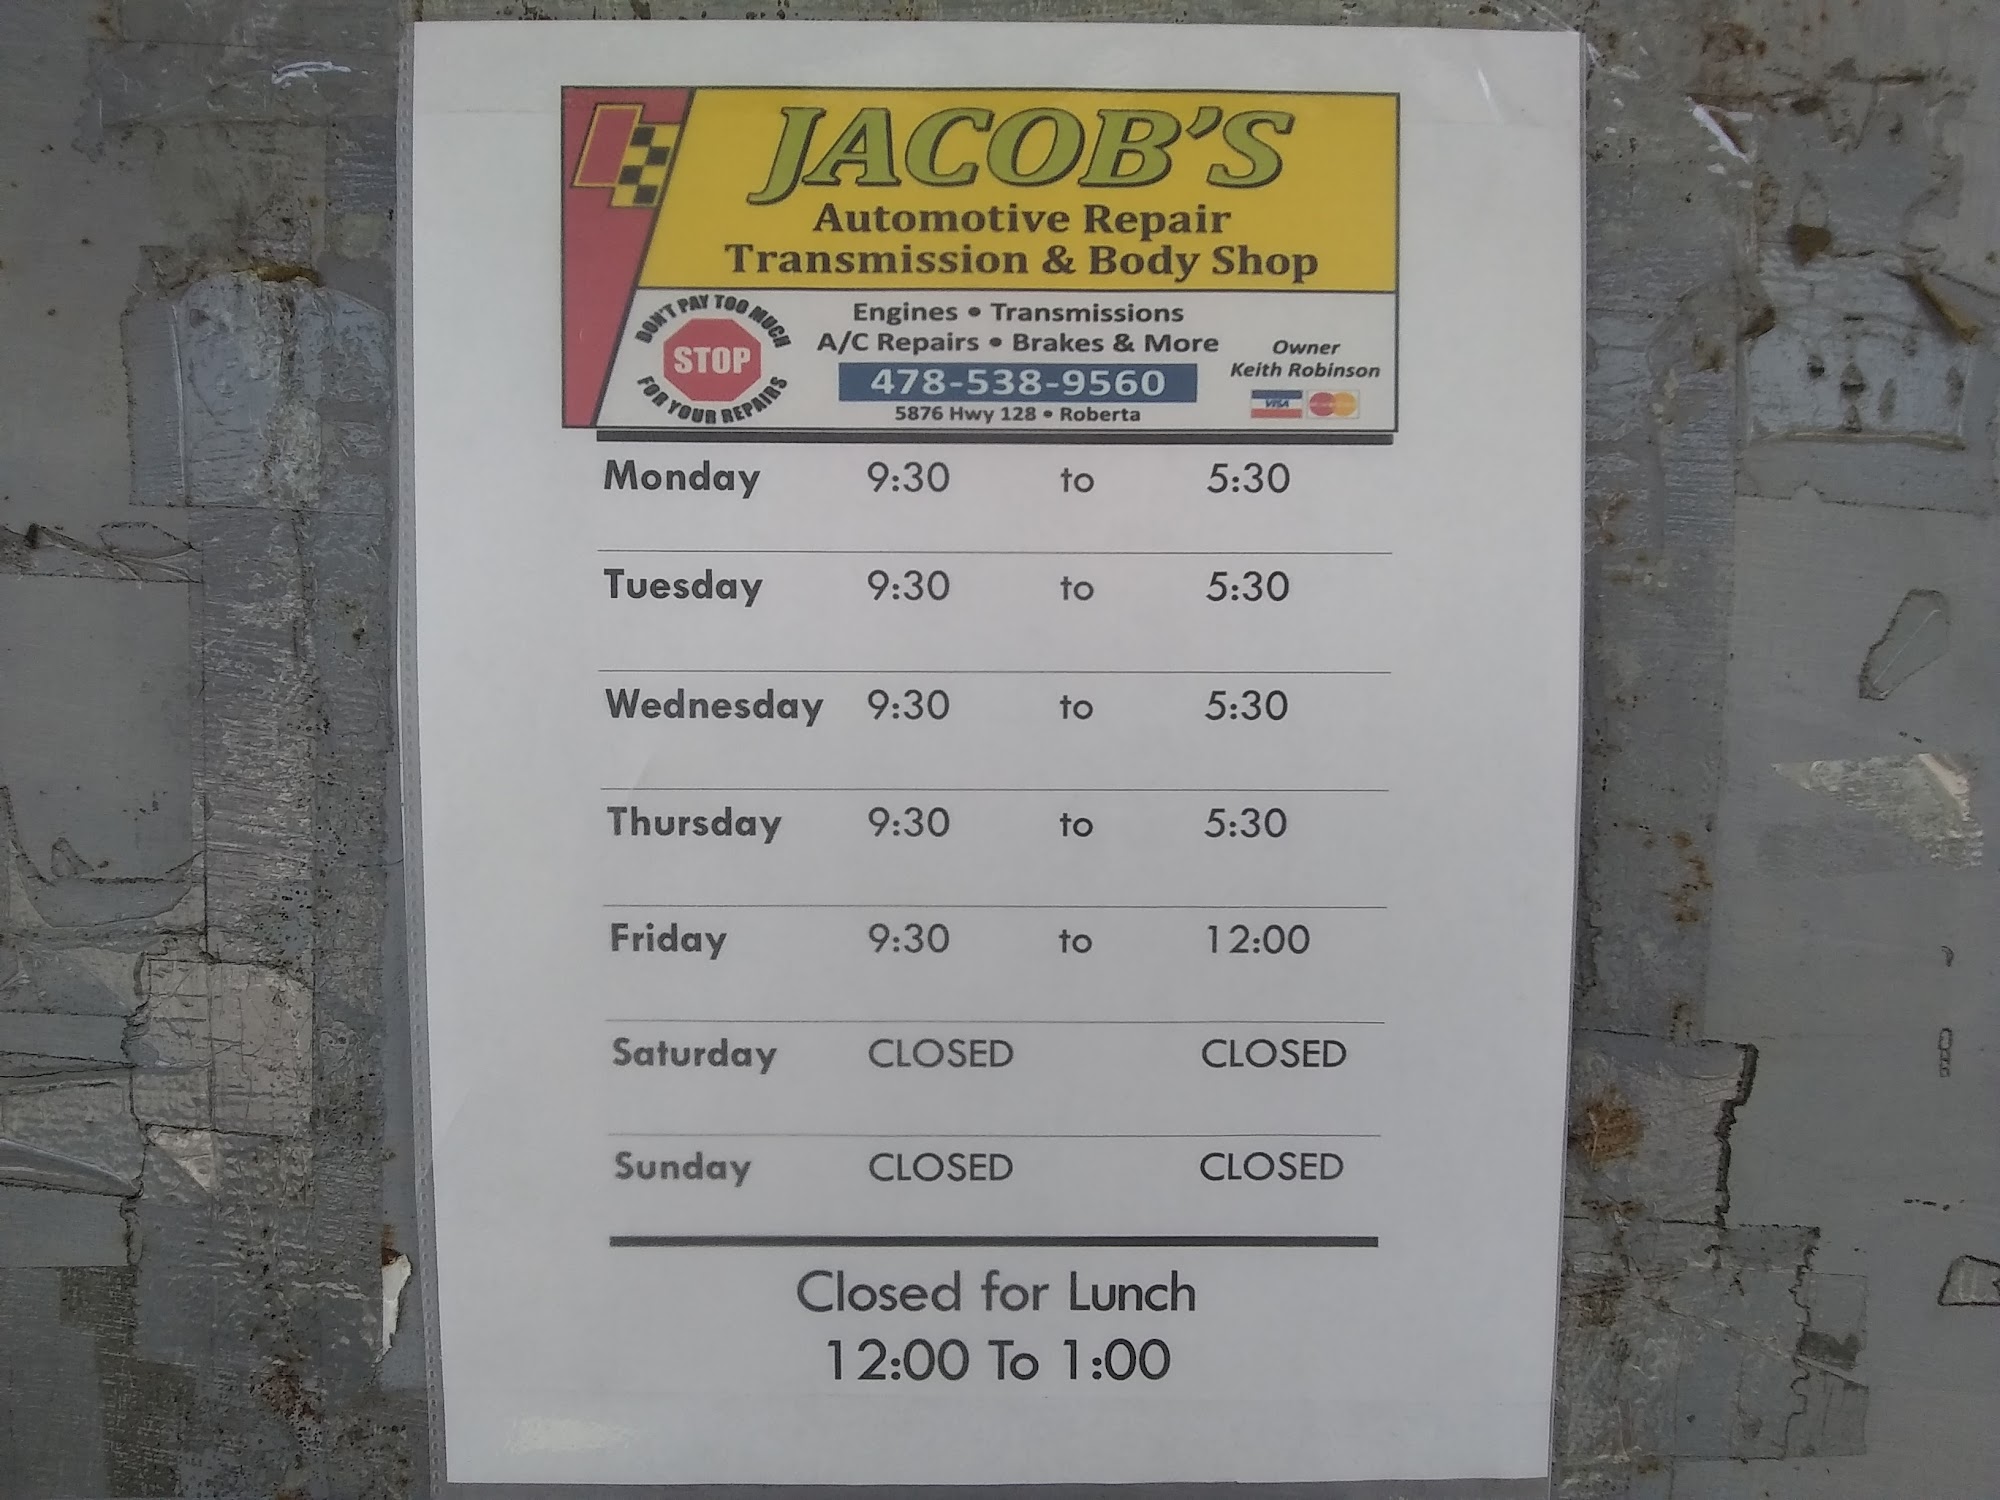 JACOB'S
Automotive Repair
Transmission & Body Shop
DON'T PAY TOO MUCH
STOP
FOR YOUR REPAIRS
Engines • Transmissions
A/C Repairs • Brakes & More
478-538-9560
5876 Hwy 128 • Roberta
Owner
Keith Robinson
VISA
Monday 9:30 to 5:30
Tuesday 9:30 to 5:30
Wednesday 9:30 to 5:30
Thursday 9:30 to 5:30
Friday 9:30 to 12:00
Saturday CLOSED CLOSED
Sunday CLOSED CLOSED
Closed for Lunch
12:00 To 1:00